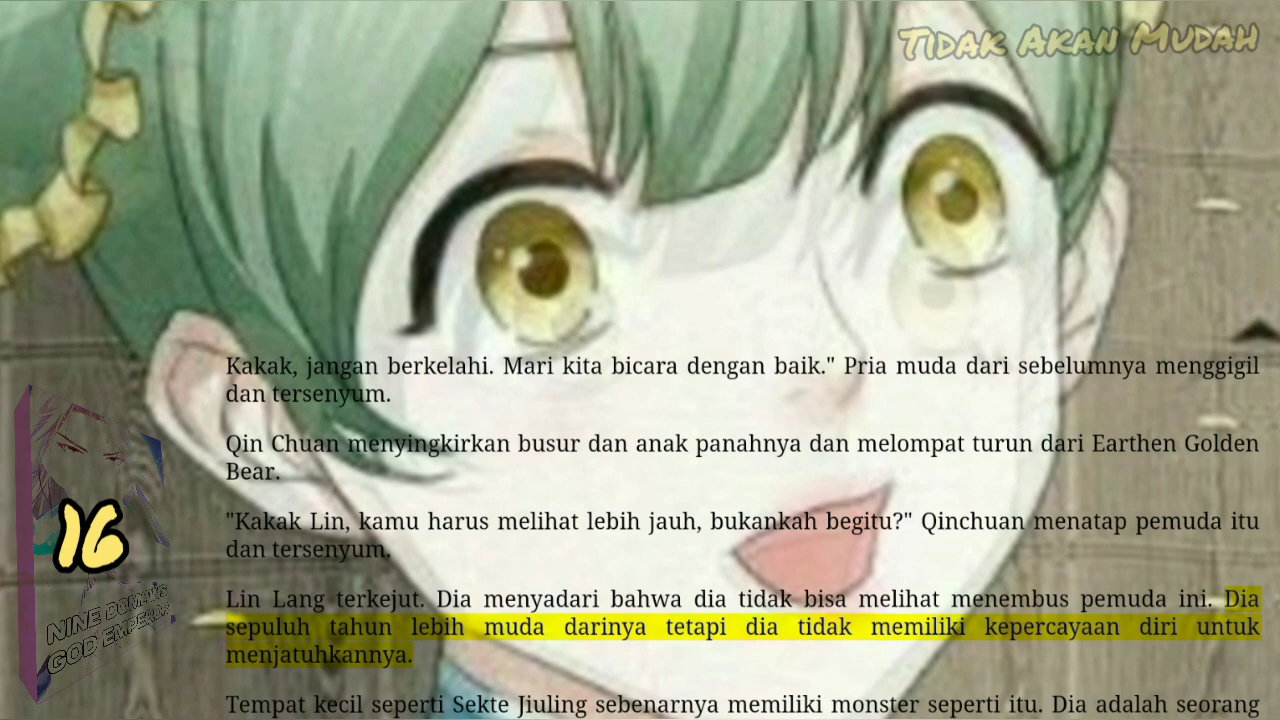 Tidak Akan Mudah
Kakak, jangan berkelahi. Mari kita bicara dengan baik." Pria muda dari sebelumnya menggigil
dan tersenyum.
Qin Chuan menyingkirkan busur dan anak panahnya dan melompat turun dari Earthen Golden
Bear.
"Kakak Lin, kamu harus melihat lebih jauh, bukankah begitu?" Qinchuan menatap pemuda itu
dan tersenyum.
Lin Lang terkejut. Dia menyadari bahwa dia tidak bisa melihat menembus pemuda ini. Dia
sepuluh tahun lebih muda darinya tetapi dia tidak memiliki kepercayaan diri untuk
menjatuhkannya.
Tempat kecil seperti Sekte Jiuling sebenarnya memiliki monster seperti itu. Dia adalah seorang
16
NINE DOMAINS
GOD EMPEROR